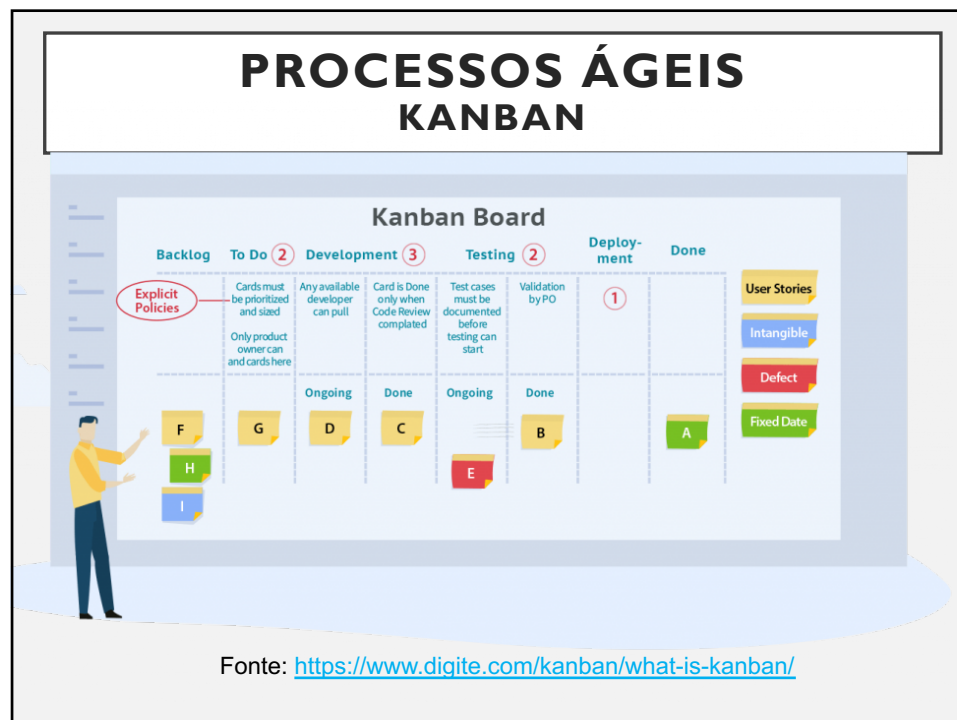 PROCESSOS ÁGEIS
KANBAN
Kanban Board
Backlog
To Do 2
Development 3
Testing 2
Deploy-
ment
Done
Explicit
Policies
Cards must
be prioritized
and sized
Only product
owner can
and cards here
Any available
developer
can pull
Card is Done
only when
Code Review
complated
Test cases
must be
documented
before
testing can
start
Validation
by PO
1
User Stories
Intangible
Defect
Fixed Date
Ongoing
Done
Ongoing
Done
F
G
D
C
B
A
H
E
I
Fonte: https://www.digite.com/kanban/what-is-kanban/